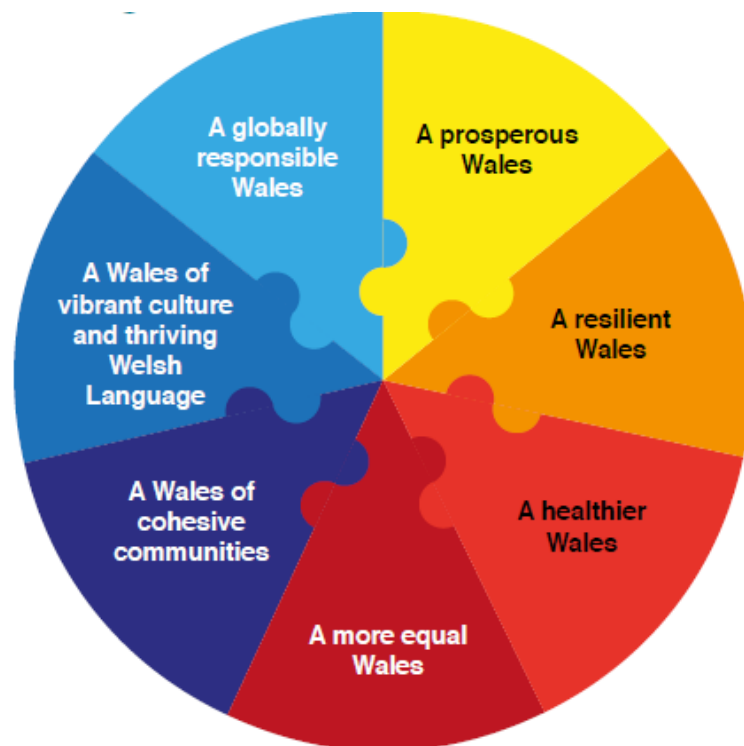 A prosperous
Wales
A resilient
Wales
A healthier
Wales
A more equal
Wales
A Wales of
cohesive
communities
A Wales of
vibrant culture
and thriving
Welsh
Language
A globally
responsible
Wales